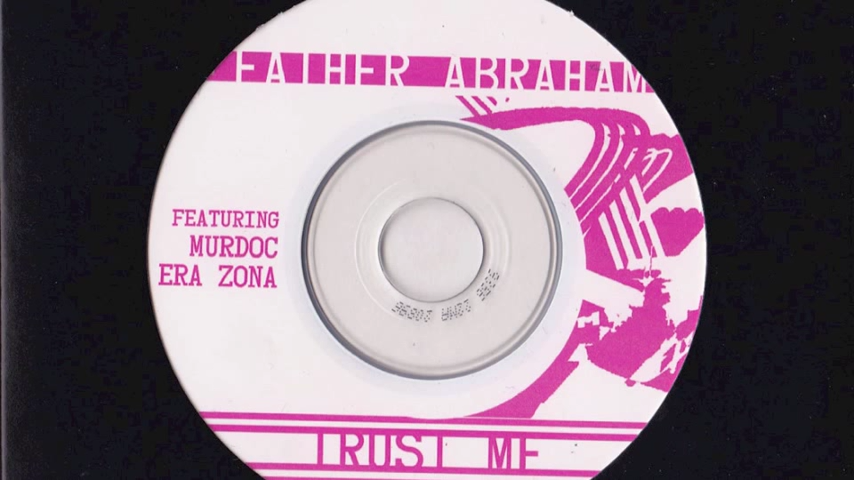 FATHER ABRAHAM
FEATURING
MURDOC
ERA ZONA
TRUST ME